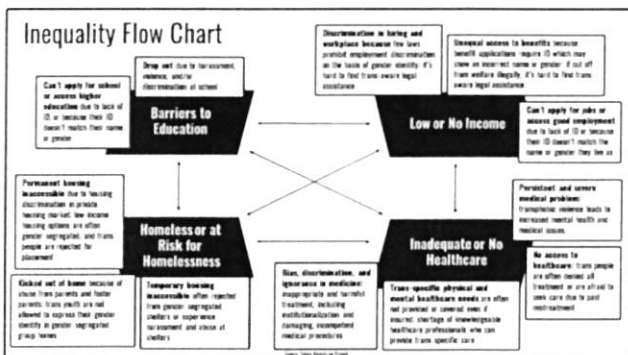 Inequality Flow Chart
Drop out due to harassment,
violence, and/or
discrimination at school
Can't apply for school
or access higher
education due to lack of
ID, or because their ID
doesn't match their name
or gender
Barriers to
Education
Discrimination in hiring and
workplace because few laws
prohibit employment discrimination
on the basis of gender identity. It's
hard to find trans-aware legal
assistance
Unequal access to benefits because
benefit applications require ID which may
show an incorrect name or gender; if cut off
from welfare illegally, it's hard to find trans
aware legal assistance
Low or No Income
Can't apply for jobs or
access good employment
due to lack of ID or because
their ID doesn't match the
name or gender they live as
Permanent housing
inaccessible due to housing
discrimination in private
housing market; low income
housing options are often
gender segregated, and trans
people are rejected for
placement
Homeless or at
Risk for
Homelessness
Kicked out of home because of
abuse from parents and foster
parents; trans youth are not
allowed to express their gender
identity in gender segregated
group homes
Temporary housing
inaccessible often rejected
from gender segregated
shelters or experience
harassment and abuse at
shelters
Inadequate or No
Healthcare
Persistent and severe
medical problem:
transphobic violence leads to
increased mental health and
medical issues.
No access to
healthcare: trans people
are often denied all
treatment or are afraid to
seek care due to past
mistreatment
Bias, discrimination, and
ignorance in medicine:
inappropriate and harmful
treatment, including
institutionalization and
damaging, incompetent
medical procedures
Trans-specific physical and
mental healthcare needs are often
not provided or covered even if
insured; shortage of knowledgeable
healthcare professionals who can
provide trans specific care